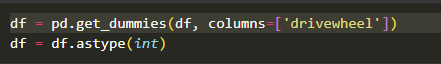 df = pd.get_dummies(df, columns=['drivewheel'])
df = df.astype(int)